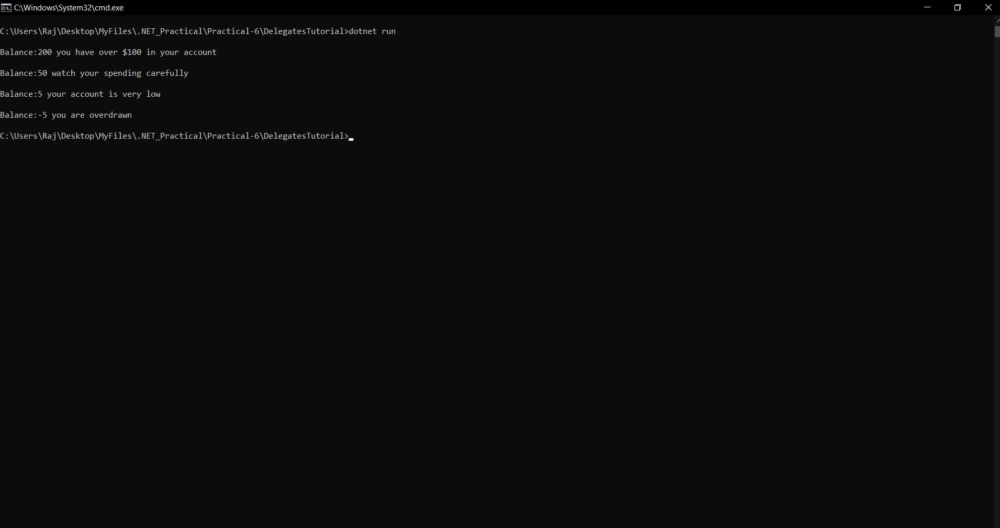 C:\Windows\System32\cmd.exe
C:\Users\Raj\Desktop\MyFiles\.NET_Practical\Practical-6\DelegatesTutorial>dotnet run
Balance:200 you have over $100 in your account
Balance:50 watch your spending carefully
Balance:5 your account is very low
Balance:-5 you are overdrawn
C:\Users\Raj\Desktop\MyFiles\.NET_Practical\Practical-6\DelegatesTutorial>